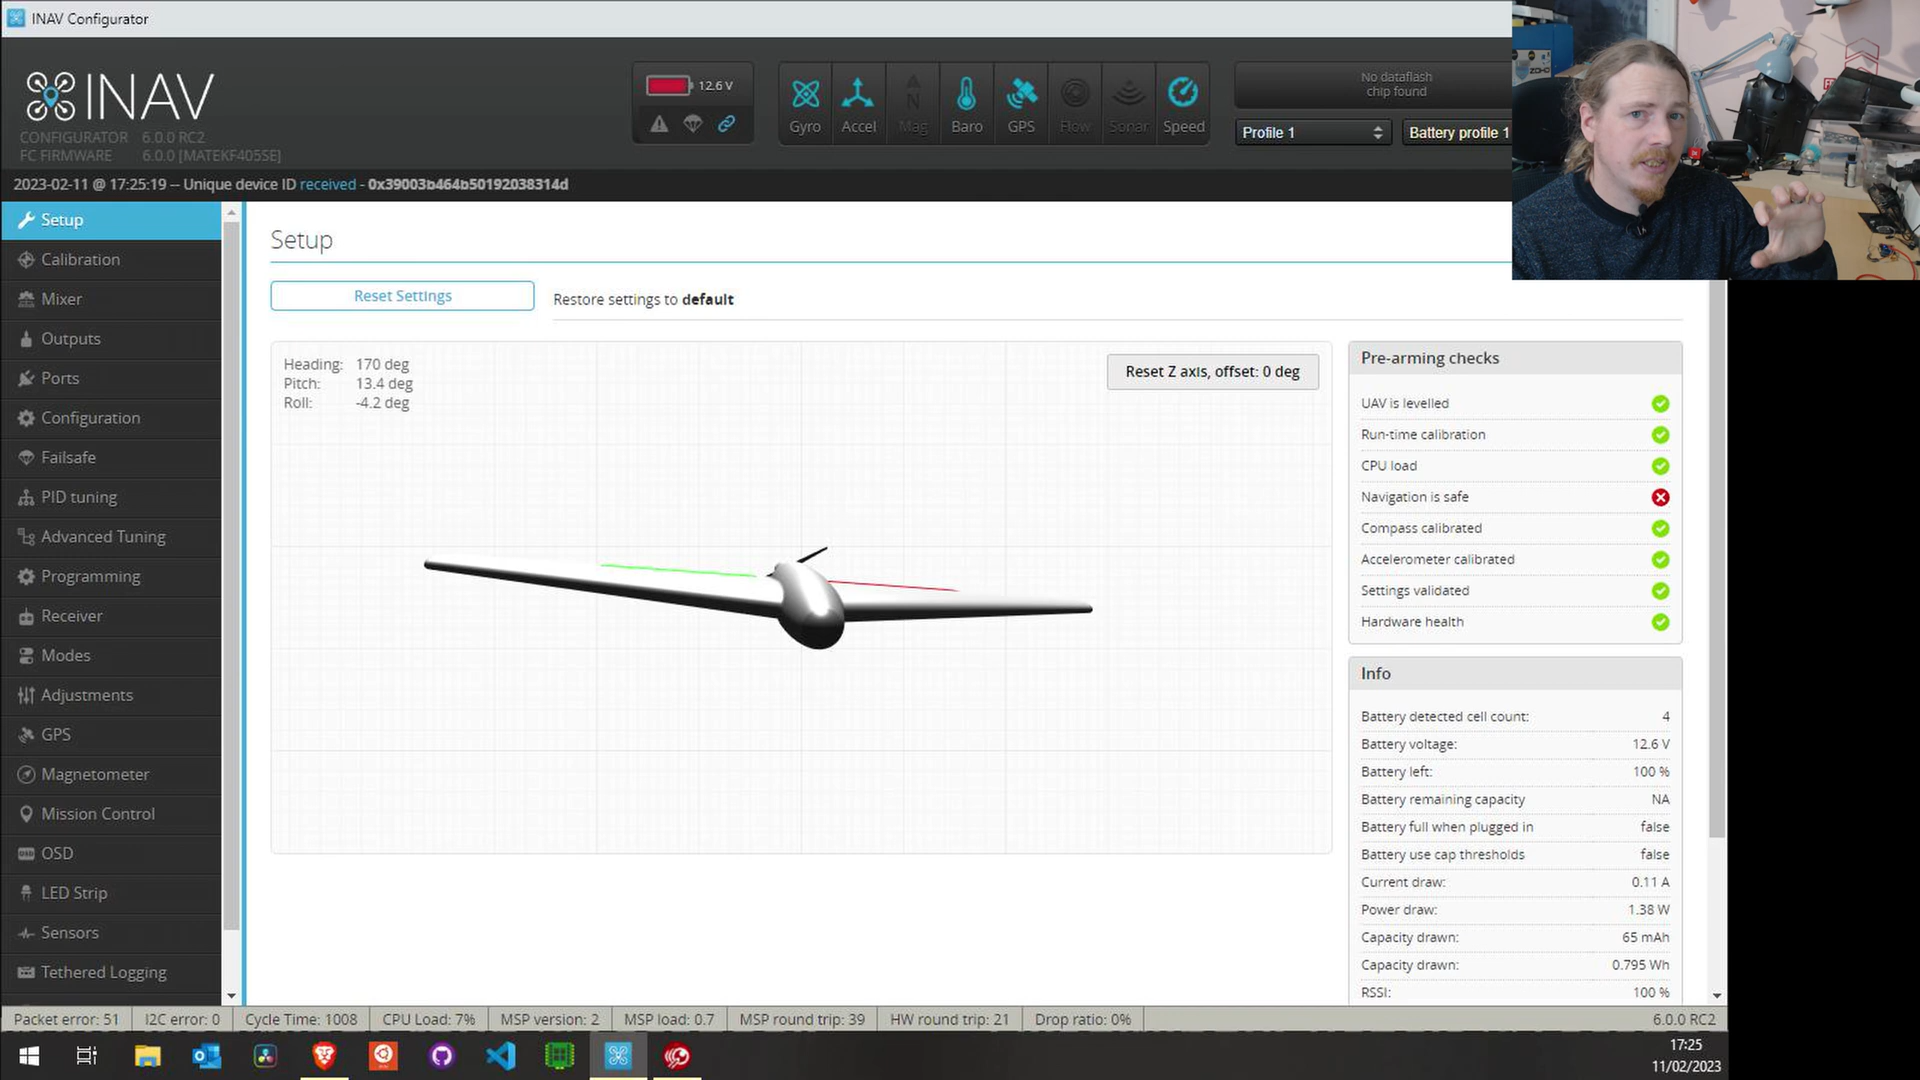 INAV Configurator
INAV
CONFIGURATOR 6.0.0 RC2
FC FIRMWARE 6.0.0 [MATEKF405SE]
12.6 V
Gyro
Accel
Mag
Baro
GPS
Flow
Sonar
Speed
No dataflash
chip found
Profile 1
Battery profile 1
2023-02-11 @ 17:25:19 -- Unique device ID received - 0x39003b464b50192038314d
Setup
Calibration
Mixer
Outputs
Ports
Configuration
Failsafe
PID tuning
Advanced Tuning
Programming
Receiver
Modes
Adjustments
GPS
Magnetometer
Mission Control
OSD
LED Strip
Sensors
Tethered Logging
Setup
Reset Settings
Restore settings to default
Heading: 170 deg
Pitch: 13.4 deg
Roll: -4.2 deg
Reset Z axis, offset: 0 deg
Pre-arming checks
UAV is levelled
Run-time calibration
CPU load
Navigation is safe
Compass calibrated
Accelerometer calibrated
Settings validated
Hardware health
Info
Battery detected cell count: 4
Battery voltage: 12.6 V
Battery left: 100 %
Battery remaining capacity NA
Battery full when plugged in false
Battery use cap thresholds false
Current draw: 0.11 A
Power draw: 1.38 W
Capacity drawn: 65 mAh
Capacity drawn: 0.795 Wh
RSSI: 100 %
Packet error: 51
I2C error: 0
Cycle Time: 1008
CPU Load: 7%
MSP version: 2
MSP load: 0.7
MSP round trip: 39
HW round trip: 21
Drop ratio: 0%
6.0.0 RC2
17:25
11/02/2023